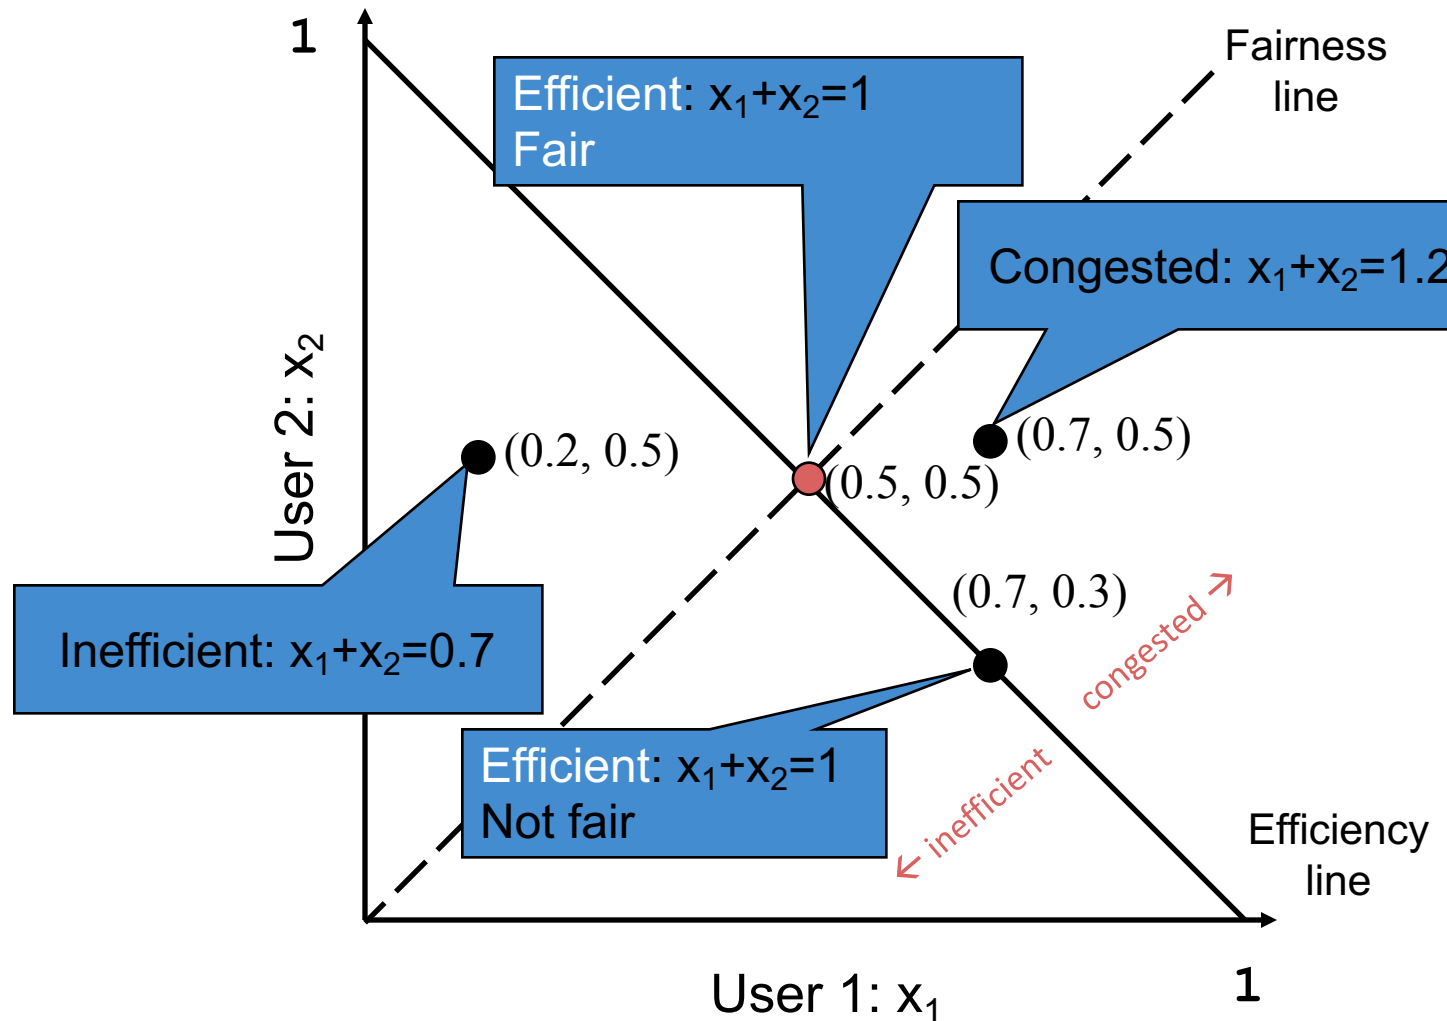 1
Fairness
line
Efficient: x₁+x₂=1
Fair
Congested: x₁+x₂=1.2
User 2: x₂
(0.2, 0.5)
(0.7, 0.5)
(0.5, 0.5)
(0.7, 0.3)
congested →
Inefficient: x₁+x₂=0.7
Efficient: x₁+x₂=1
Not fair
← inefficient
Efficiency
line
User 1: x₁
1